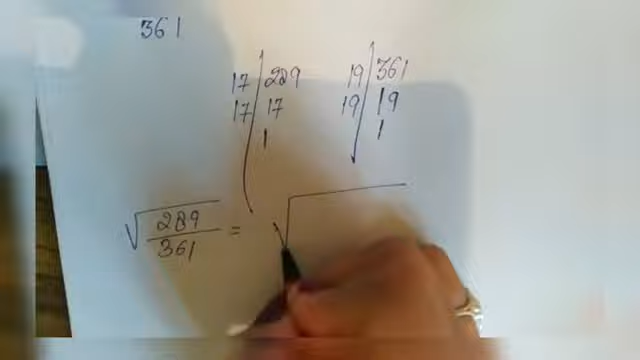 361
17 | 289
17 | 17
1
19 | 361
19 | 19
1
√(289/361) = √